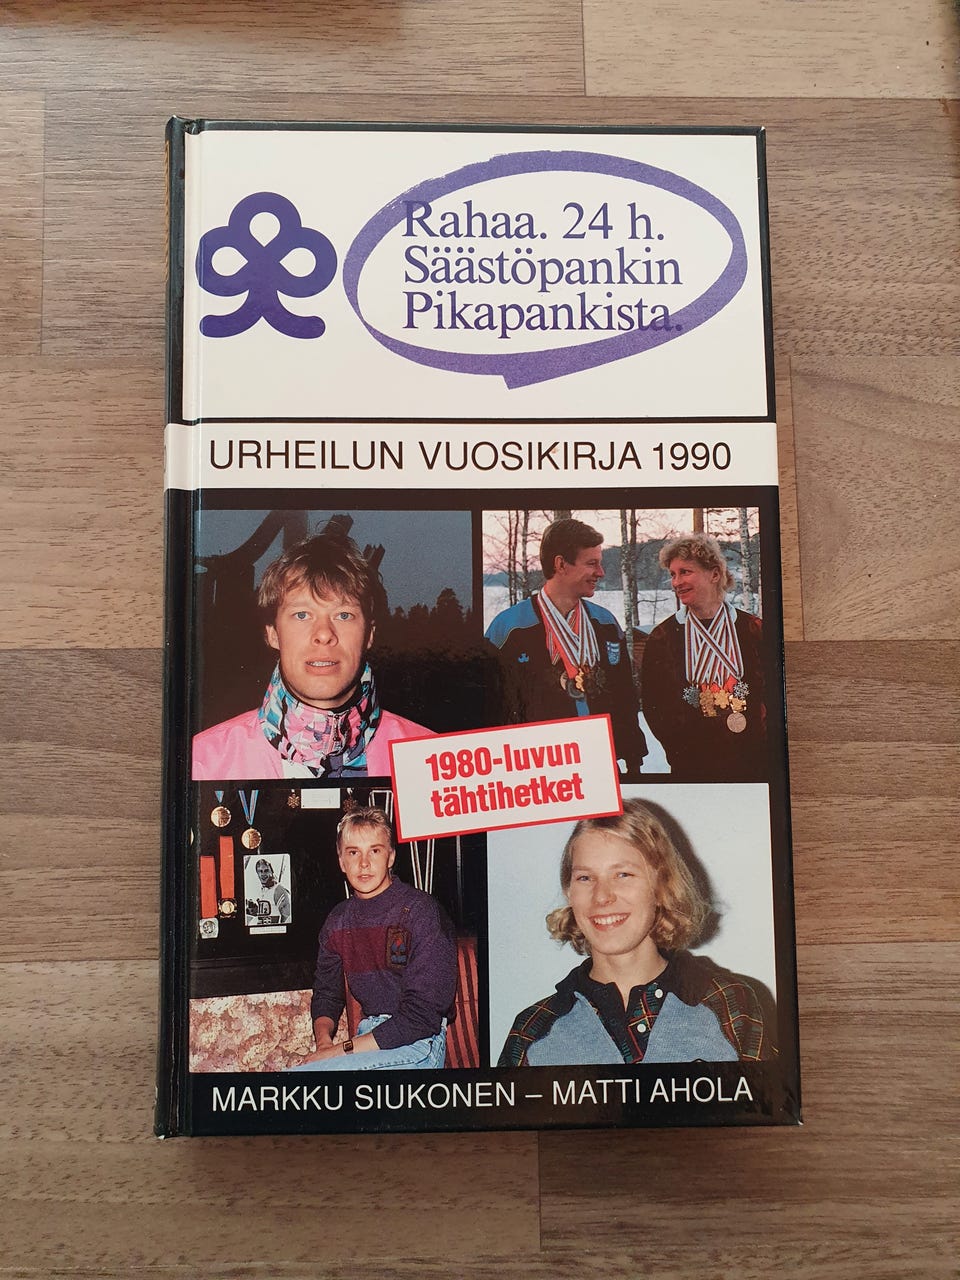 Rahaa. 24 h.
Säästöpankin
Pikapankista.
URHEILUN VUOSIKIRJA 1990
1980-luvun
tähtihetket
MARKKU SIUKONEN – MATTI AHOLA